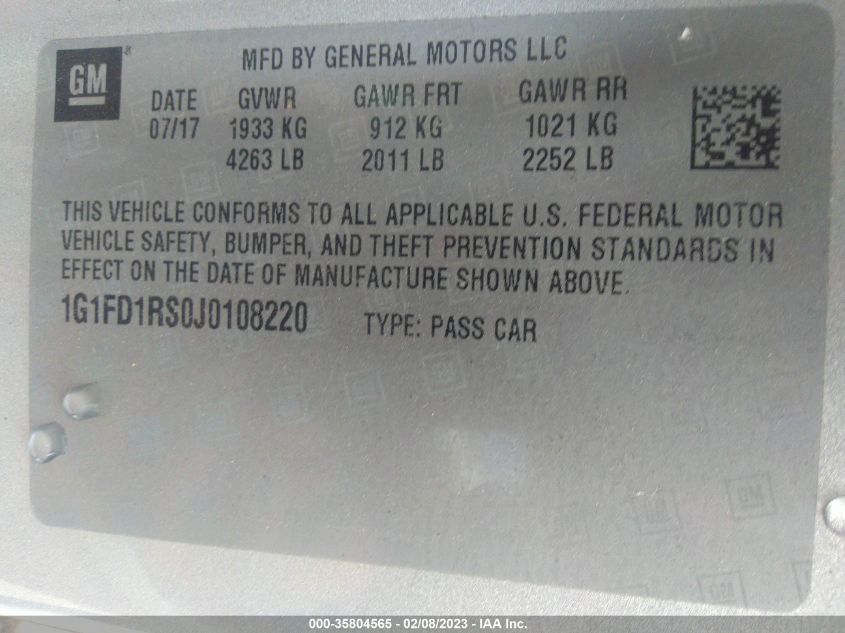 GM
MFD BY GENERAL MOTORS LLC
DATE GVWR GAWR FRT GAWR RR
07/17 1933 KG 912 KG 1021 KG
4263 LB 2011 LB 2252 LB
THIS VEHICLE CONFORMS TO ALL APPLICABLE U.S. FEDERAL MOTOR
VEHICLE SAFETY, BUMPER, AND THEFT PREVENTION STANDARDS IN
EFFECT ON THE DATE OF MANUFACTURE SHOWN ABOVE.
1G1FD1RS0J0108220 TYPE: PASS CAR
000-35804565 - 02/08/2023 - IAA Inc.